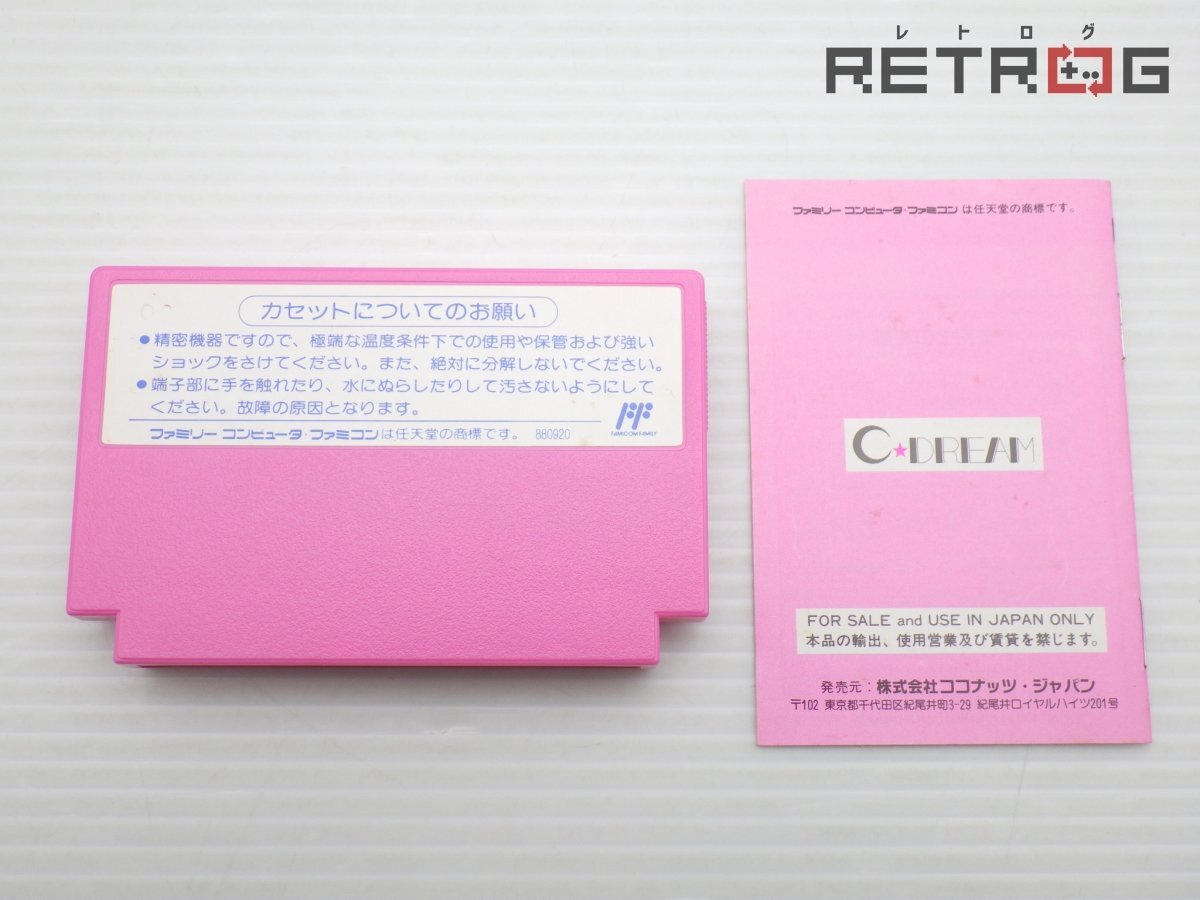 レトログ
RETROG
カセットについてのお願い
●精密機器ですので、極端な温度条件下での使用や保管および強い
ショックをさけてください。また、絶対に分解しないでください。
●端子部に手を触れたり、水にぬらしたりして汚さないようにして
ください。故障の原因となります。
FAMICOM FAMILY
ファミリー コンピュータ・ファミコンは任天堂の商標です。 880920
ファミリー コンピュータ・ファミコン は任天堂の商標です。
C★DREAM
FOR SALE and USE IN JAPAN ONLY
本品の輸出、使用営業及び賃貸を禁じます。
発売元:株式会社ココナッツ・ジャパン
〒102 東京都千代田区紀尾井町3-29 紀尾井ロイヤルハイツ201号